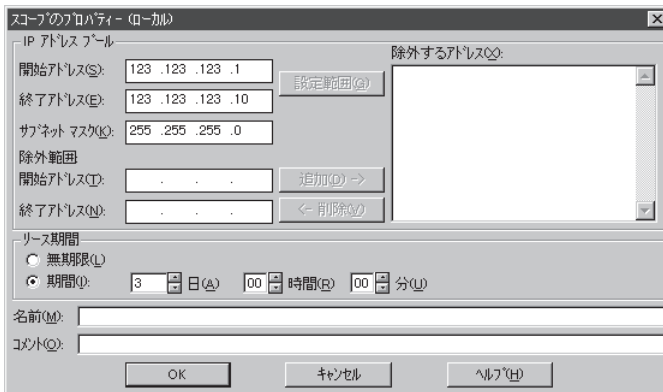 スコープのプロパティー (ローカル)
IP アドレス プール
開始アドレス(S): 123 .123 .123 .1
設定範囲(G)
終了アドレス(E): 123 .123 .123 .10
サブネット マスク(K): 255 .255 .255 .0
除外範囲
開始アドレス(T): . . .
追加(D) ->
終了アドレス(N): . . .
<- 削除(V)
除外するアドレス(X):
リース期間
無期限(L)
期間(I): 3 日(A) 00 時間(R) 00 分(U)
名前(M):
コメント(O):
OK キャンセル ヘルプ(H)